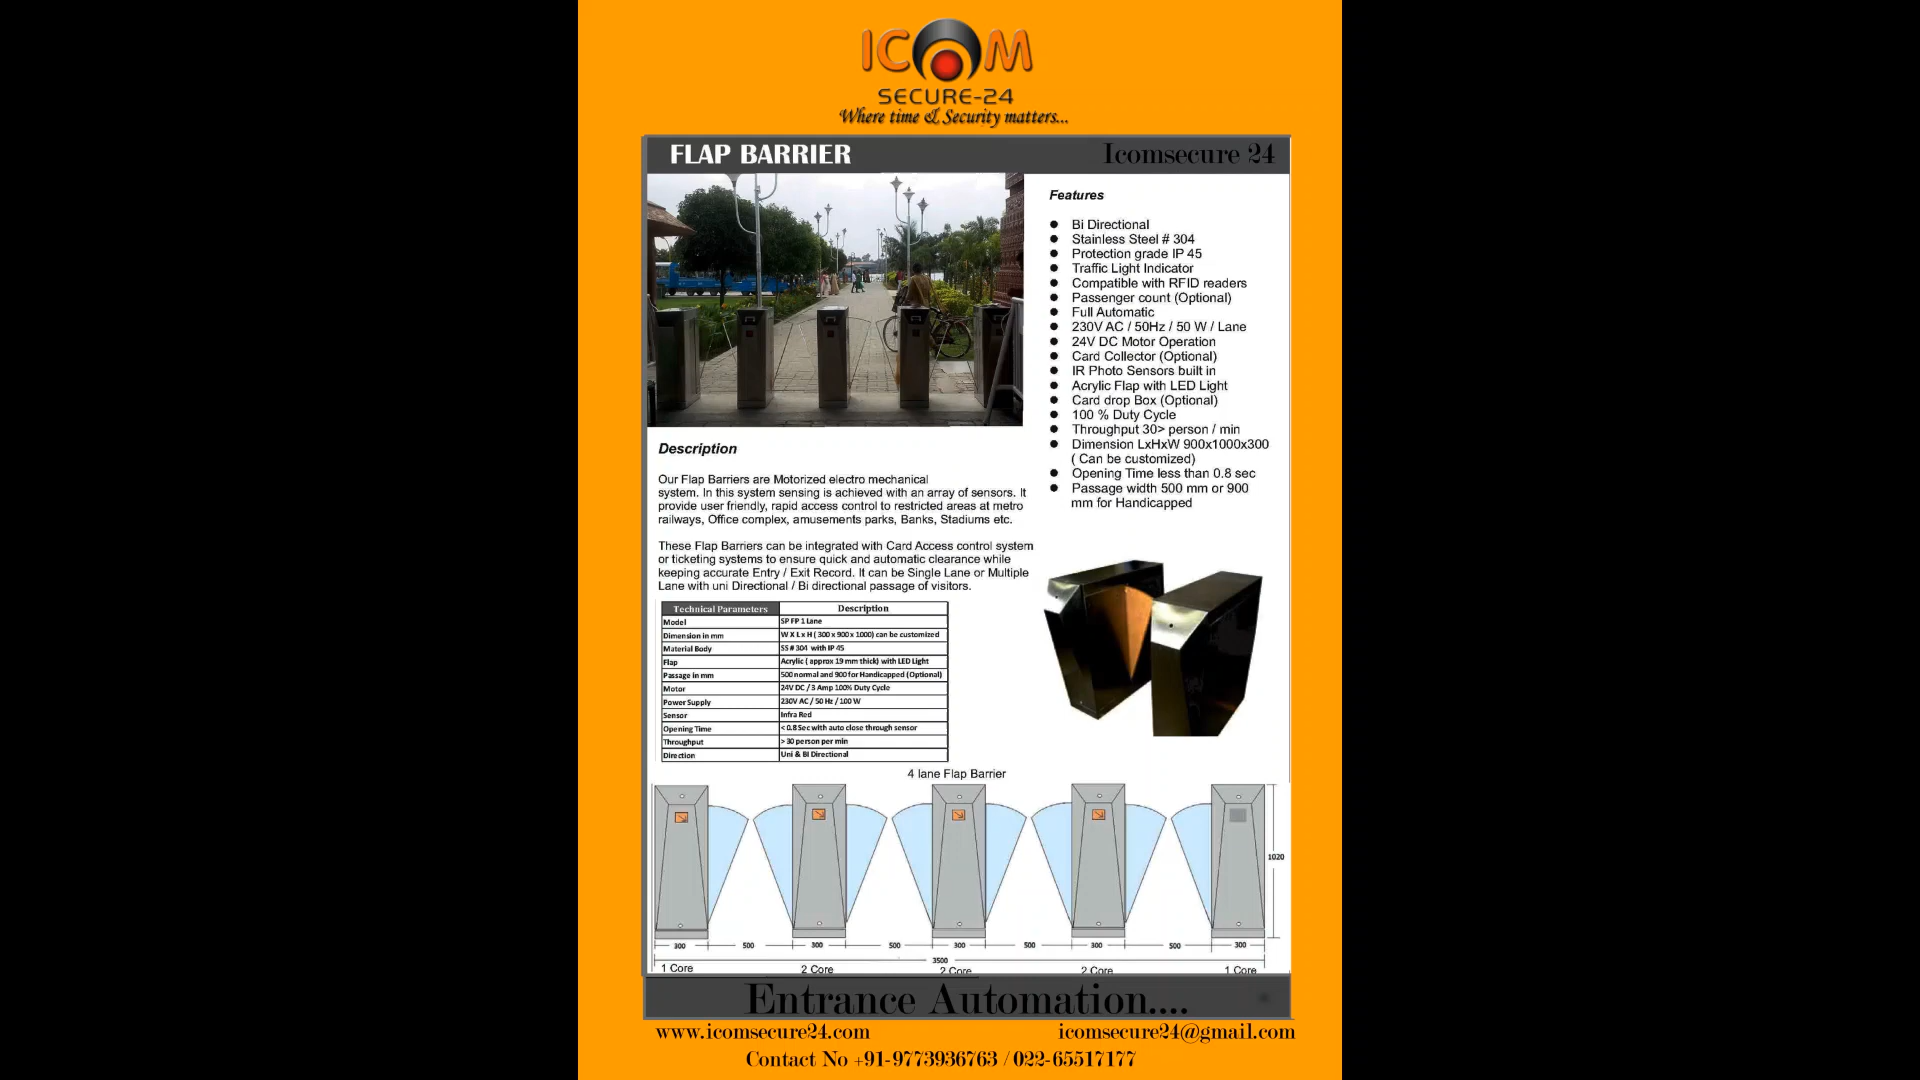 ICOM
SECURE-24
Where time & Security matters...
FLAP BARRIER
Icomsecure 24
Features
Bi Directional
Stainless Steel # 304
Protection grade IP 45
Traffic Light Indicator
Compatible with RFID readers
Passenger count (Optional)
Full Automatic
230V AC / 50Hz / 50 W / Lane
24V DC Motor Operation
Card Collector (Optional)
IR Photo Sensors built in
Acrylic Flap with LED Light
Card drop Box (Optional)
100 % Duty Cycle
Throughput 30> person / min
Dimension LxHxW 900x1000x300
( Can be customized)
Opening Time less than 0.8 sec
Passage width 500 mm or 900
mm for Handicapped
Description
Our Flap Barriers are Motorized electro mechanical
system. In this system sensing is achieved with an array of sensors. It
provide user friendly, rapid access control to restricted areas at metro
railways, Office complex, amusements parks, Banks, Stadiums etc.
These Flap Barriers can be integrated with Card Access control system
or ticketing systems to ensure quick and automatic clearance while
keeping accurate Entry / Exit Record. It can be Single Lane or Multiple
Lane with uni Directional / Bi directional passage of visitors.
Technical Parameters Description
Model SP FP 1 Lane
Dimension in mm W X L x H ( 300 x 900 x 1000) can be customized
Material Body SS # 304 with IP 45
Flap Acrylic ( approx 19 mm thick) with LED Light
Passage in mm 500 normal and 900 for Handicapped (Optional)
Motor 24V DC / 3 Amp 100% Duty Cycle
Power Supply 230V AC / 50 Hz / 100 W
Sensor Infra Red
Opening Time < 0.8 Sec with auto close through sensor
Throughput > 30 person per min
Direction Uni & BI Directional
4 lane Flap Barrier
1020
300 500 300 500 300 500 300 500 300
3500
1 Core 2 Core 2 Core 2 Core 1 Core
Entrance Automation....
www.icomsecure24.com icomsecure24@gmail.com
Contact No +91-9773936763 / 022-65517177